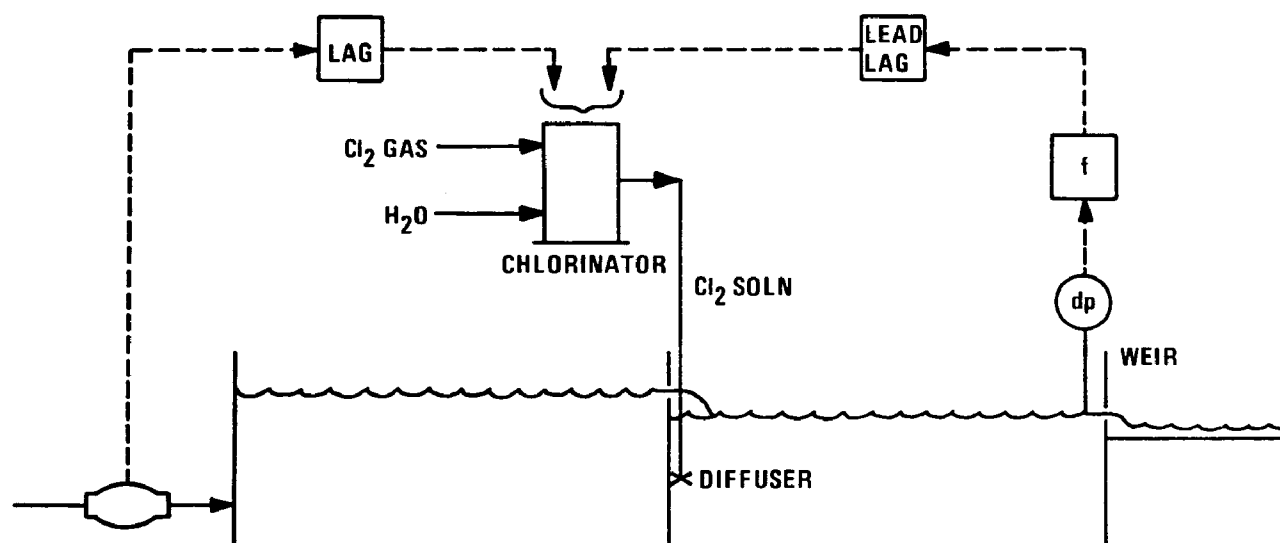 LAG
LEAD
LAG
Cl₂ GAS
H₂O
CHLORINATOR
Cl₂ SOLN
f
dp
WEIR
DIFFUSER